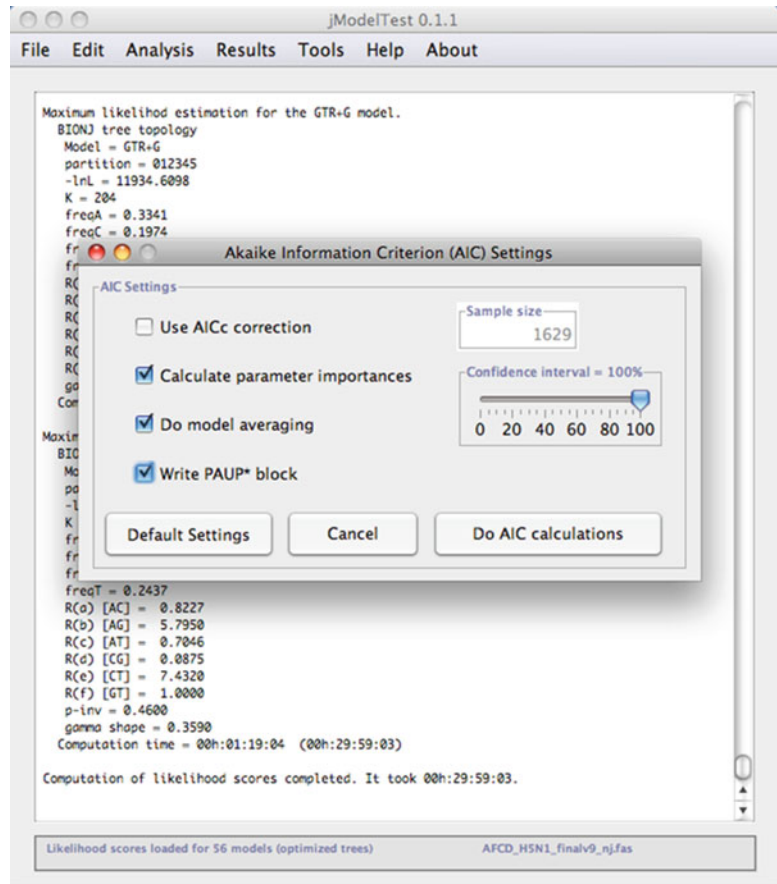 jModelTest 0.1.1
File Edit Analysis Results Tools Help About
Maximum likelihod estimation for the GTR+G model.
BIONJ tree topology
Model = GTR+G
partition = 012345
-lnL = 11934.6098
K = 204
freqA = 0.3341
freqC = 0.1974
Akaike Information Criterion (AIC) Settings
AIC Settings
Use AICc correction
Sample size
1629
Calculate parameter importances
Confidence interval = 100%
0 20 40 60 80 100
Do model averaging
Write PAUP* block
Default Settings Cancel Do AIC calculations
freqT = 0.2437
R(a) [AC] = 0.8227
R(b) [AG] = 5.7950
R(c) [AT] = 0.7046
R(d) [CG] = 0.0875
R(e) [CT] = 7.4320
R(f) [GT] = 1.0000
p-inv = 0.4600
gamma shape = 0.3590
Computation time = 00h:01:19:04 (00h:29:59:03)
Computation of likelihood scores completed. It took 00h:29:59:03.
Likelihood scores loaded for 56 models (optimized trees) AFCD_H5N1_finalv9_nj.fas